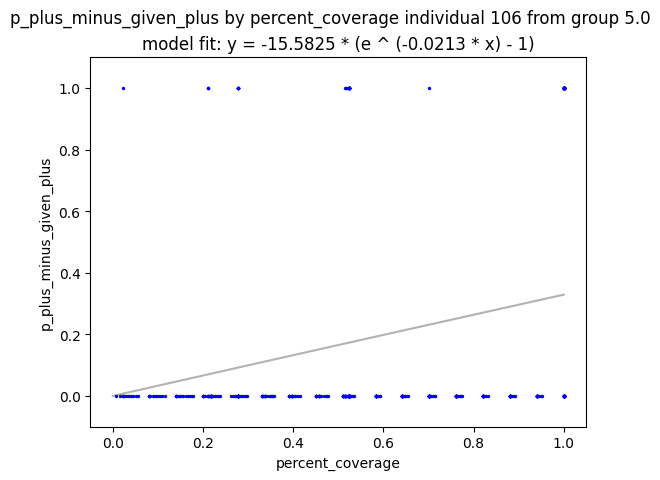 p_plus_minus_given_plus by percent_coverage individual 106 from group 5.0
model fit: y = -15.5825 * (e ^ (-0.0213 * x) - 1)
1.0
0.8
0.6
0.4
0.2
0.0
p_plus_minus_given_plus
0.0 0.2 0.4 0.6 0.8 1.0
percent_coverage